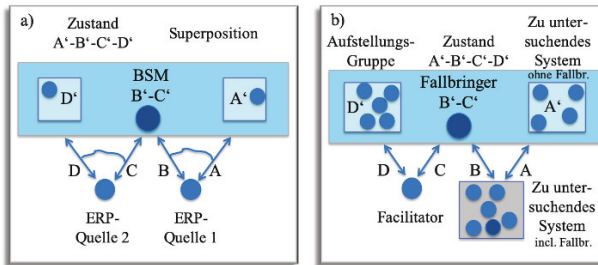 a)
Zustand
A‘-B‘-C‘-D‘
Superposition
BSM
B‘-C‘
D‘
A‘
D
C
B
A
ERP-
Quelle 2
ERP-
Quelle 1
b)
Aufstellungs-
Gruppe
Zustand
A‘-B‘-C‘-D‘
Zu unter-
suchendes
System
ohne Fallbr.
Fallbringer
B‘-C‘
D‘
A‘
D
C
B
A
Facilitator
Zu unter-
suchendes
System
incl. Fallbr.